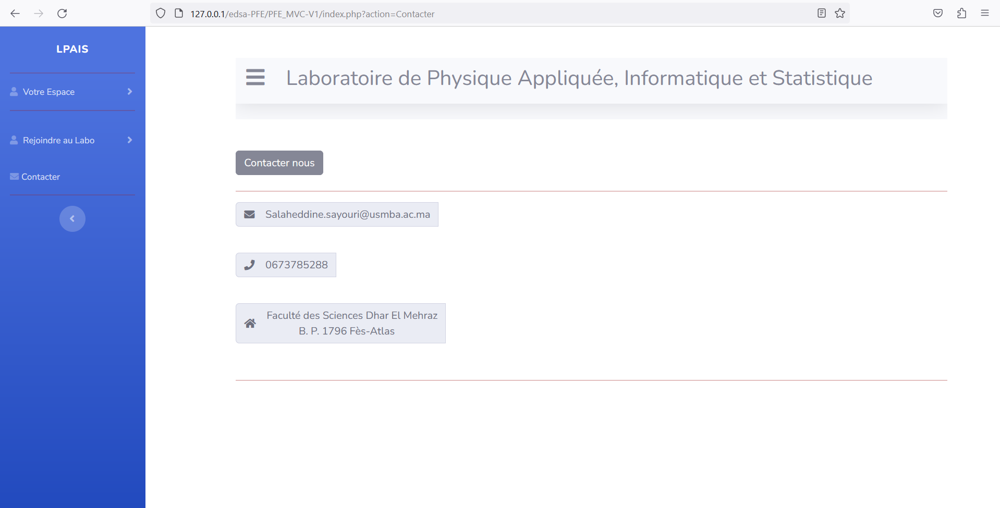 127.0.0.1/edsa-PFE/PFE_MVC-V1/index.php?action=Contacter
LPAIS
Votre Espace
Rejoindre au Labo
Contacter
Laboratoire de Physique Appliquée, Informatique et Statistique
Contacter nous
Salaheddine.sayouri@usmba.ac.ma
0673785288
Faculté des Sciences Dhar El Mehraz
B. P. 1796 Fès-Atlas